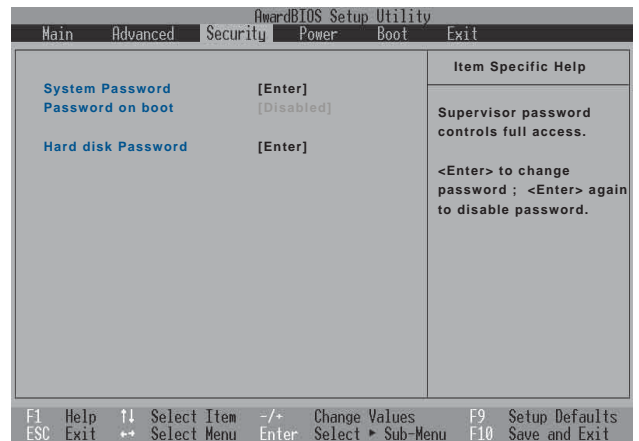 AwardBIOS Setup Utility
Main Advanced Security Power Boot Exit
Item Specific Help
System Password [Enter]
Password on boot [Disabled]
Hard disk Password [Enter]
Supervisor password
controls full access.
<Enter> to change
password ; <Enter> again
to disable password.
F1 Help ↑↓ Select Item -/+ Change Values F9 Setup Defaults
ESC Exit ←→ Select Menu Enter Select ► Sub-Menu F10 Save and Exit